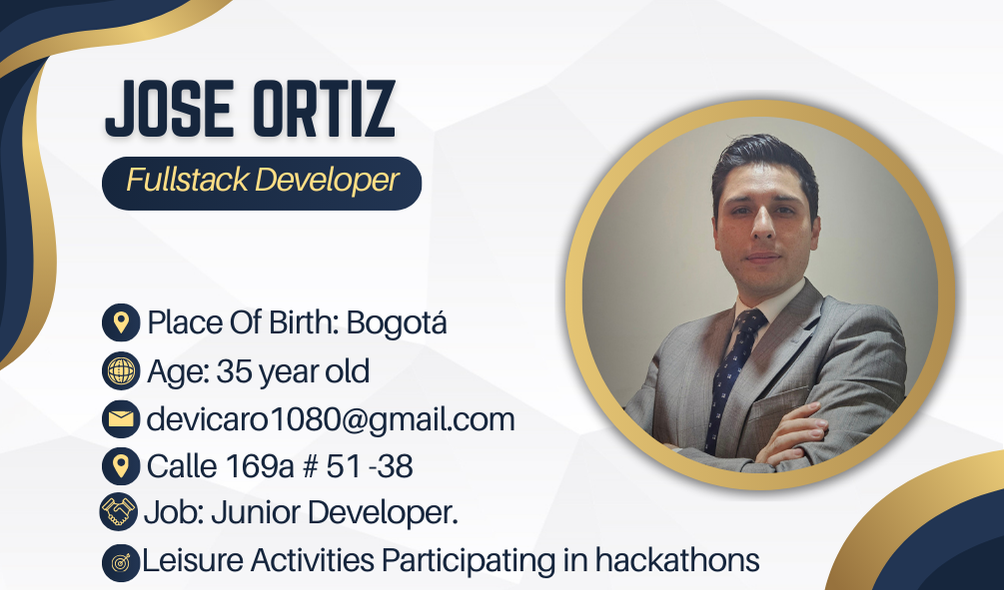 JOSE ORTIZ
Fullstack Developer
Place Of Birth: Bogotá
Age: 35 year old
devicaro1080@gmail.com
Calle 169a # 51 -38
Job: Junior Developer.
Leisure Activities Participating in hackathons